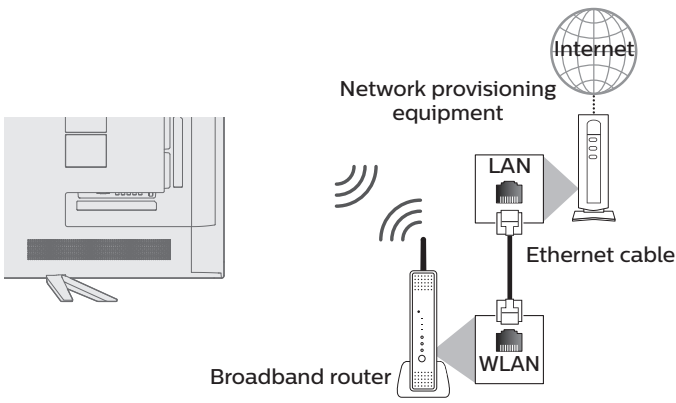 Internet
Network provisioning
equipment
LAN
Ethernet cable
WLAN
Broadband router